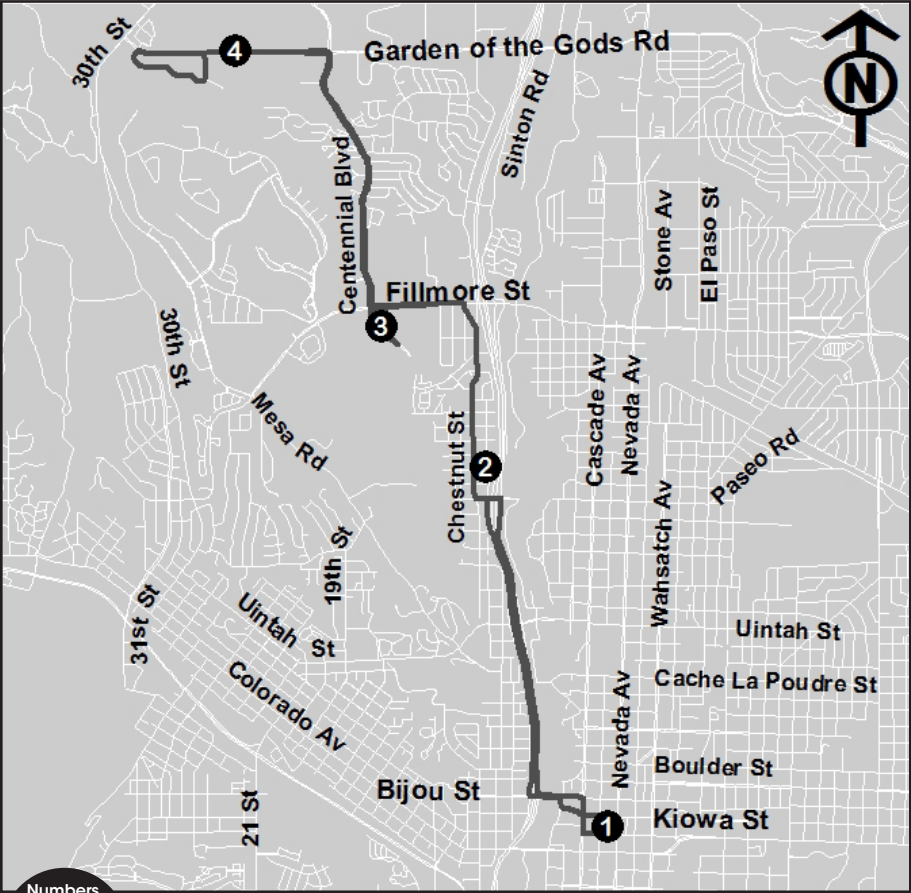 30th St
4
Garden of the Gods Rd
N
Sinton Rd
Centennial Blvd
Stone Av
El Paso St
Fillmore St
3
30th St
Mesa Rd
Cascade Av
Nevada Av
Paseo Rd
Chestnut St
2
Wahsatch Av
19th St
31st St
Uintah St
Uintah St
Colorado Av
Cache La Poudre St
Nevada Av
Boulder St
Bijou St
21 St
1
Kiowa St
Numbers